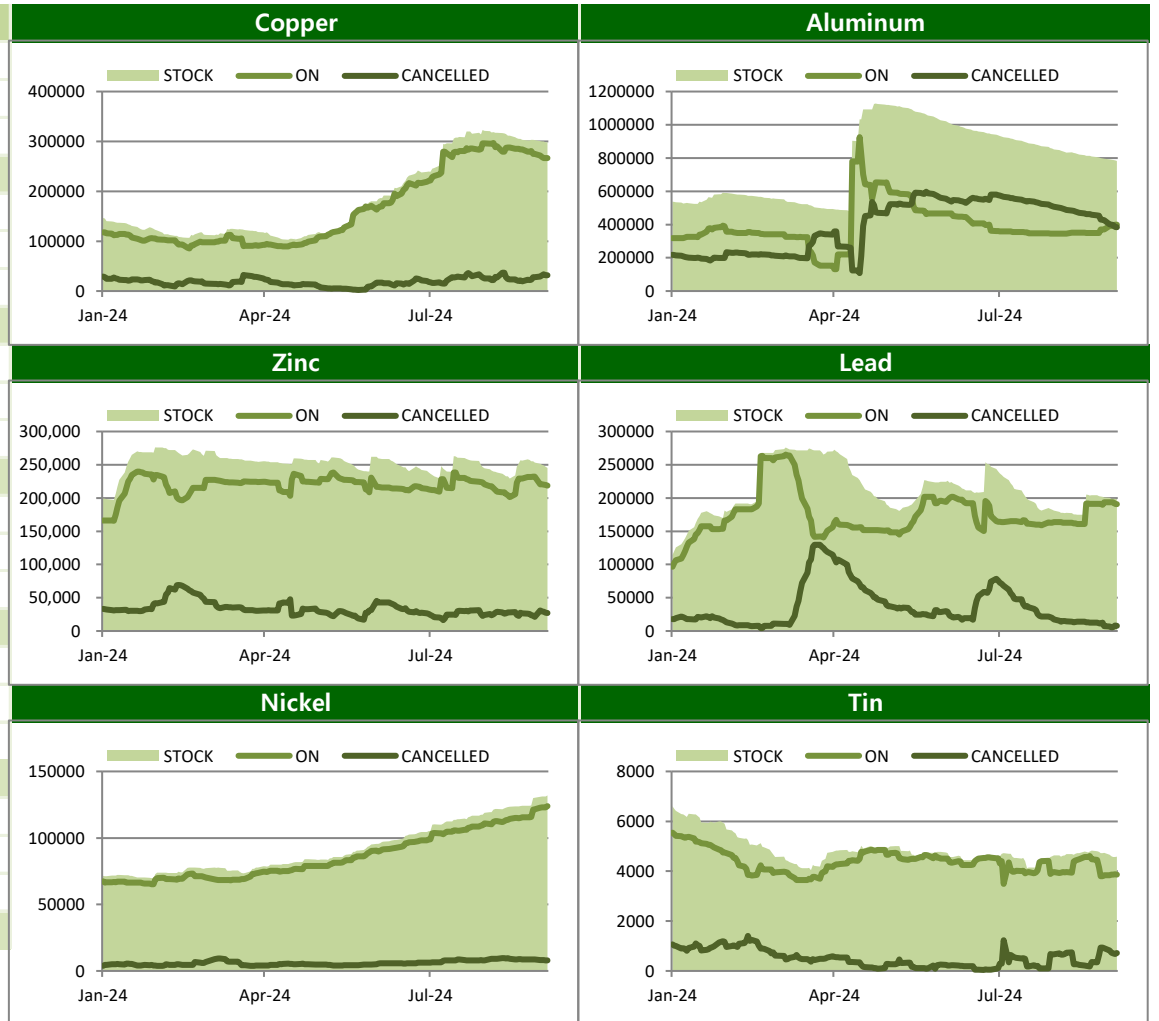 Copper
Aluminum
STOCK ON CANCELLED
STOCK ON CANCELLED
400000
300000
200000
100000
0
Jan-24 Apr-24 Jul-24
1200000
1000000
800000
600000
400000
200000
0
Jan-24 Apr-24 Jul-24
Zinc
Lead
STOCK ON CANCELLED
STOCK ON CANCELLED
300,000
250,000
200,000
150,000
100,000
50,000
0
Jan-24 Apr-24 Jul-24
300000
250000
200000
150000
100000
50000
0
Jan-24 Apr-24 Jul-24
Nickel
Tin
STOCK ON CANCELLED
STOCK ON CANCELLED
150000
100000
50000
0
Jan-24 Apr-24 Jul-24
8000
6000
4000
2000
0
Jan-24 Apr-24 Jul-24